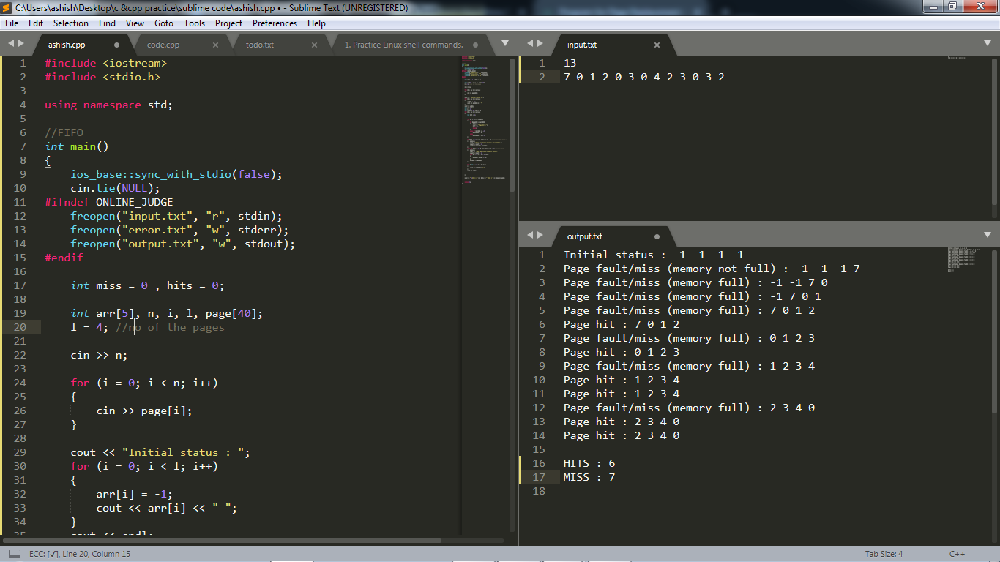 C:\Users\ashish\Desktop\c &cpp practice\sublime code\ashish.cpp • - Sublime Text (UNREGISTERED)
File Edit Selection Find View Goto Tools Project Preferences Help
ashish.cpp code.cpp todo.txt 1. Practice Linux shell commands.
1 #include <iostream>
2 #include <stdio.h>
3
4 using namespace std;
5
6 //FIFO
7 int main()
8 {
9 ios_base::sync_with_stdio(false);
10 cin.tie(NULL);
11 #ifndef ONLINE_JUDGE
12 freopen("input.txt", "r", stdin);
13 freopen("error.txt", "w", stderr);
14 freopen("output.txt", "w", stdout);
15 #endif
16
17 int miss = 0 , hits = 0;
18
19 int arr[5], n, i, l, page[40];
20 l = 4; //no of the pages
21
22 cin >> n;
23
24 for (i = 0; i < n; i++)
25 {
26 cin >> page[i];
27 }
28
29 cout << "Initial status : ";
30 for (i = 0; i < l; i++)
31 {
32 arr[i] = -1;
33 cout << arr[i] << " ";
34 }
35 cout << endl;
input.txt
1 13
2 7 0 1 2 0 3 0 4 2 3 0 3 2
output.txt
1 Initial status : -1 -1 -1 -1
2 Page fault/miss (memory not full) : -1 -1 -1 7
3 Page fault/miss (memory full) : -1 -1 7 0
4 Page fault/miss (memory full) : -1 7 0 1
5 Page fault/miss (memory full) : 7 0 1 2
6 Page hit : 7 0 1 2
7 Page fault/miss (memory full) : 0 1 2 3
8 Page hit : 0 1 2 3
9 Page fault/miss (memory full) : 1 2 3 4
10 Page hit : 1 2 3 4
11 Page hit : 1 2 3 4
12 Page fault/miss (memory full) : 2 3 4 0
13 Page hit : 2 3 4 0
14 Page hit : 2 3 4 0
15
16 HITS : 6
17 MISS : 7
18
ECC: [✓], Line 20, Column 15 Tab Size: 4 C++